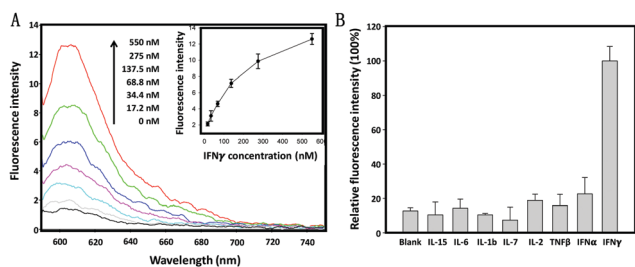 A
Fluorescence intensity
14
12
10
8
6
4
2
0
600
620
640
660
680
700
720
740
Wavelength (nm)
550 nM
275 nM
137.5 nM
68.8 nM
34.4 nM
17.2 nM
0 nM
Fluorescence intensity
14
12
10
8
6
4
2
0
100
200
300
400
500
600
IFNγ concentration (nM)
B
Relative fluorescence intensity (100%)
120
100
80
60
40
20
0
Blank
IL-15
IL-6
IL-1b
IL-7
IL-2
TNFβ
IFNα
IFNγ